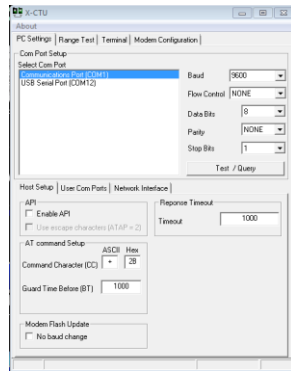 X-CTU
About
PC Settings Range Test Terminal Modem Configuration
Com Port Setup
Select Com Port
Communications Port (COM1)
USB Serial Port (COM12)
Baud 9600
Flow Control NONE
Data Bits 8
Parity NONE
Stop Bits 1
Test / Query
Host Setup User Com Ports Network Interface
API
Enable API
Use escape characters (ATAP = 2)
Reponse Timeout
Timeout 1000
AT command Setup
ASCII Hex
Command Character (CC) + 2B
Guard Time Before (BT) 1000
Modem Flash Update
No baud change